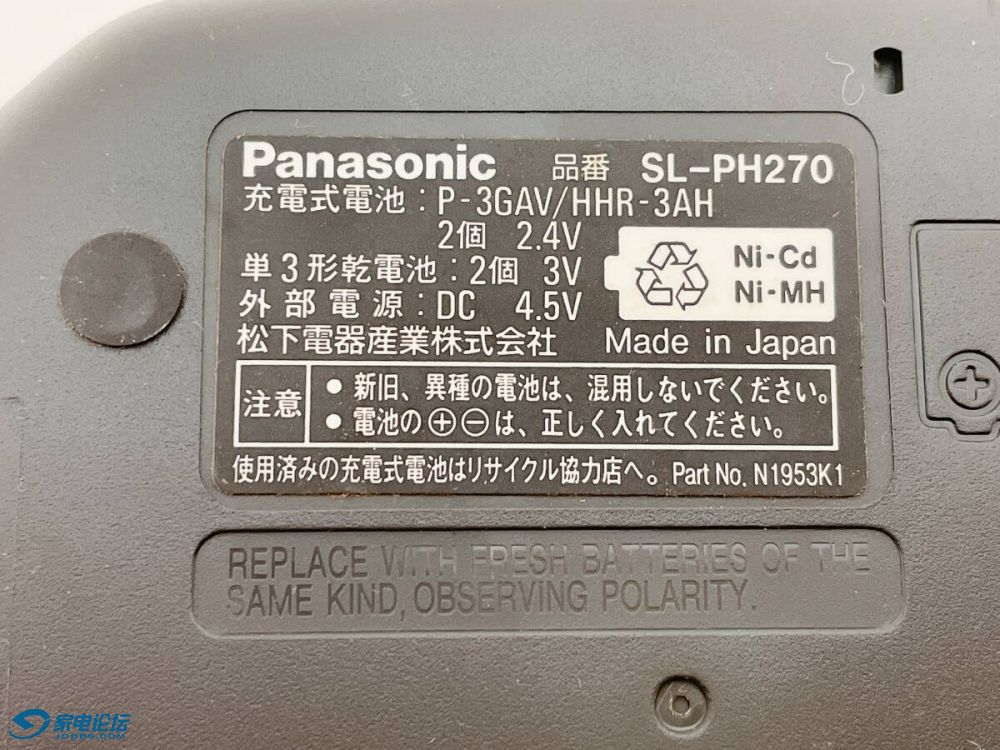 Panasonic 品番 SL-PH270
充電式電池:P-3GAV/HHR-3AH
2個 2.4V
単3形乾電池:2個 3V
外部電源:DC 4.5V
Ni-Cd
Ni-MH
松下電器産業株式会社 Made in Japan
注意
● 新旧、異種の電池は、混用しないでください。
● 電池の⊕⊖は、正しく入れてください。
使用済みの充電式電池はリサイクル協力店へ。 Part No. N1953K1
REPLACE WITH FRESH BATTERIES OF THE
SAME KIND, OBSERVING POLARITY.
家电论坛
JDBBS.COM